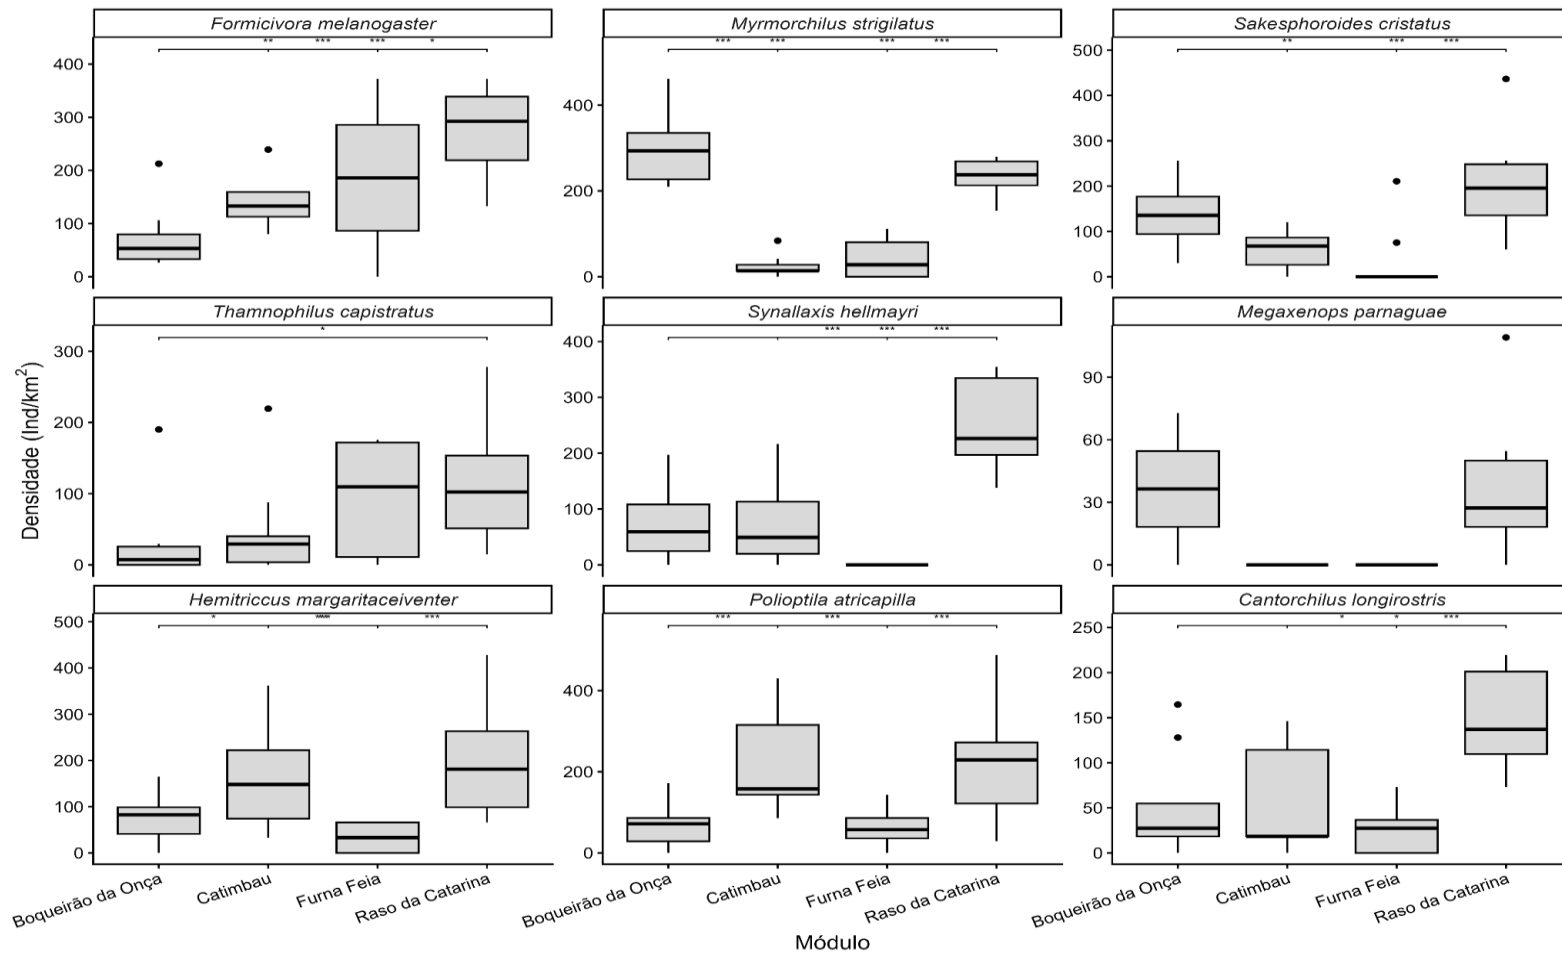 Formicivora melanogaster
Myrmorchilus strigilatus
Sakesphoroides cristatus
** *** *** *
*** *** *** ***
** *** ***
400
300
200
100
0
400
200
0
500
400
300
200
100
0
Thamnophilus capistratus
Synallaxis hellmayri
Megaxenops parnaguae
*
*** *** ***
Densidade (Ind/km²)
300
200
100
0
400
300
200
100
0
90
60
30
0
Hemitriccus margaritaceiventer
Polioptila atricapilla
Cantorchilus longirostris
*** *** ***
* * ***
500
400
300
200
100
0
400
200
0
250
200
150
100
50
0
Boqueirão da Onça
Catimbau
Furna Feia
Raso da Catarina
Boqueirão da Onça
Catimbau
Furna Feia
Raso da Catarina
Boqueirão da Onça
Catimbau
Furna Feia
Raso da Catarina
Módulo